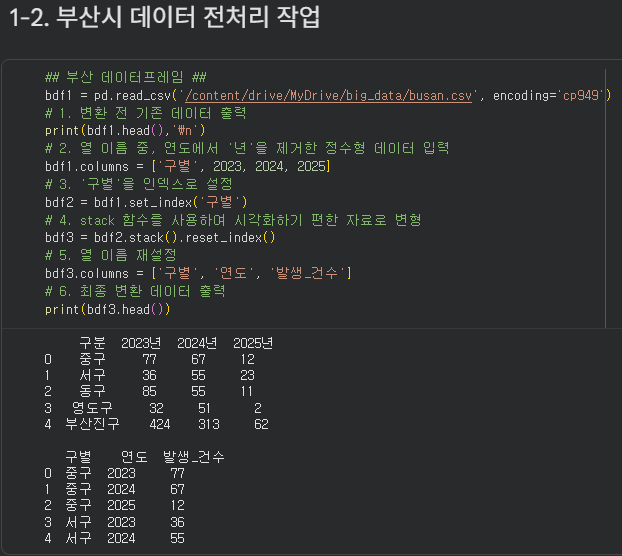 1-2. 부산시 데이터 전처리 작업
## 부산 데이터프레임 ##
bdf1 = pd.read_csv('/content/drive/MyDrive/big_data/busan.csv', encoding='cp949')
# 1. 변환 전 기존 데이터 출력
print(bdf1.head(),'₩n')
# 2. 열 이름 중, 연도에서 '년'을 제거한 정수형 데이터 입력
bdf1.columns = ['구별', 2023, 2024, 2025]
# 3. '구별'을 인덱스로 설정
bdf2 = bdf1.set_index('구별')
# 4. stack 함수를 사용하여 시각화하기 편한 자료로 변형
bdf3 = bdf2.stack().reset_index()
# 5. 열 이름 재설정
bdf3.columns = ['구별', '연도', '발생_건수']
# 6. 최종 변환 데이터 출력
print(bdf3.head())
구분 2023년 2024년 2025년
0 중구 77 67 12
1 서구 36 55 23
2 동구 85 55 11
3 영도구 32 51 2
4 부산진구 424 313 62
구별 연도 발생_건수
0 중구 2023 77
1 중구 2024 67
2 중구 2025 12
3 서구 2023 36
4 서구 2024 55